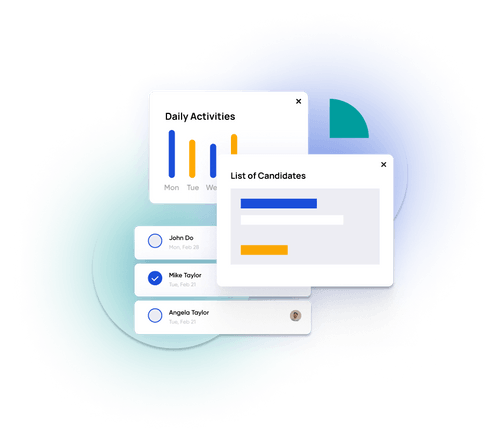 Daily Activities
Mon Tue We
List of Candidates
John Do
Mon, Feb 28
Mike Taylor
Tue, Feb 21
Angela Taylor
Tue, Feb 21